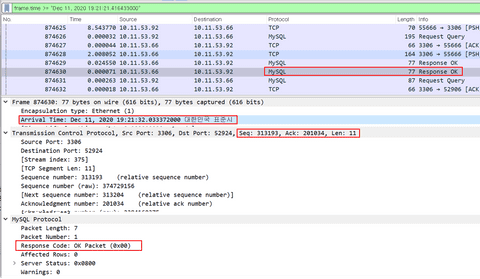 frame.time >= "Dec 11, 2020 19:21:21.416433000"
No. Time Source Destination Protocol Length Info
874625 8.543770 10.11.53.92 10.11.53.66 TCP 70 55666 → 3306 [PSH
874626 0.000032 10.11.53.92 10.11.53.66 MySQL 195 Request Query
874627 0.000044 10.11.53.66 10.11.53.92 TCP 66 3306 → 55666 [ACK
874628 2.008052 10.11.53.66 10.11.53.92 TCP 164 3306 → 55666 [PSH
874629 0.024550 10.11.53.66 10.11.53.92 MySQL 77 Response OK
874630 0.000071 10.11.53.66 10.11.53.92 MySQL 77 Response OK
874631 0.000263 10.11.53.92 10.11.53.66 MySQL 87 Request Query
874632 0.000018 10.11.53.66 10.11.53.92 TCP 66 3306 → 52906 [ACK
Frame 874630: 77 bytes on wire (616 bits), 77 bytes captured (616 bits)
Encapsulation type: Ethernet (1)
Arrival Time: Dec 11, 2020 19:21:32.033372000 대한민국 표준시
Transmission Control Protocol, Src Port: 3306, Dst Port: 52924, Seq: 313193, Ack: 201034, Len: 11
Source Port: 3306
Destination Port: 52924
[Stream index: 375]
[TCP Segment Len: 11]
Sequence number: 313193 (relative sequence number)
Sequence number (raw): 374729156
[Next sequence number: 313204 (relative sequence number)]
Acknowledgment number: 201034 (relative ack number)
MySQL Protocol
Packet Length: 7
Packet Number: 1
Response Code: OK Packet (0x00)
Affected Rows: 0
Server Status: 0x0800
Warnings: 0